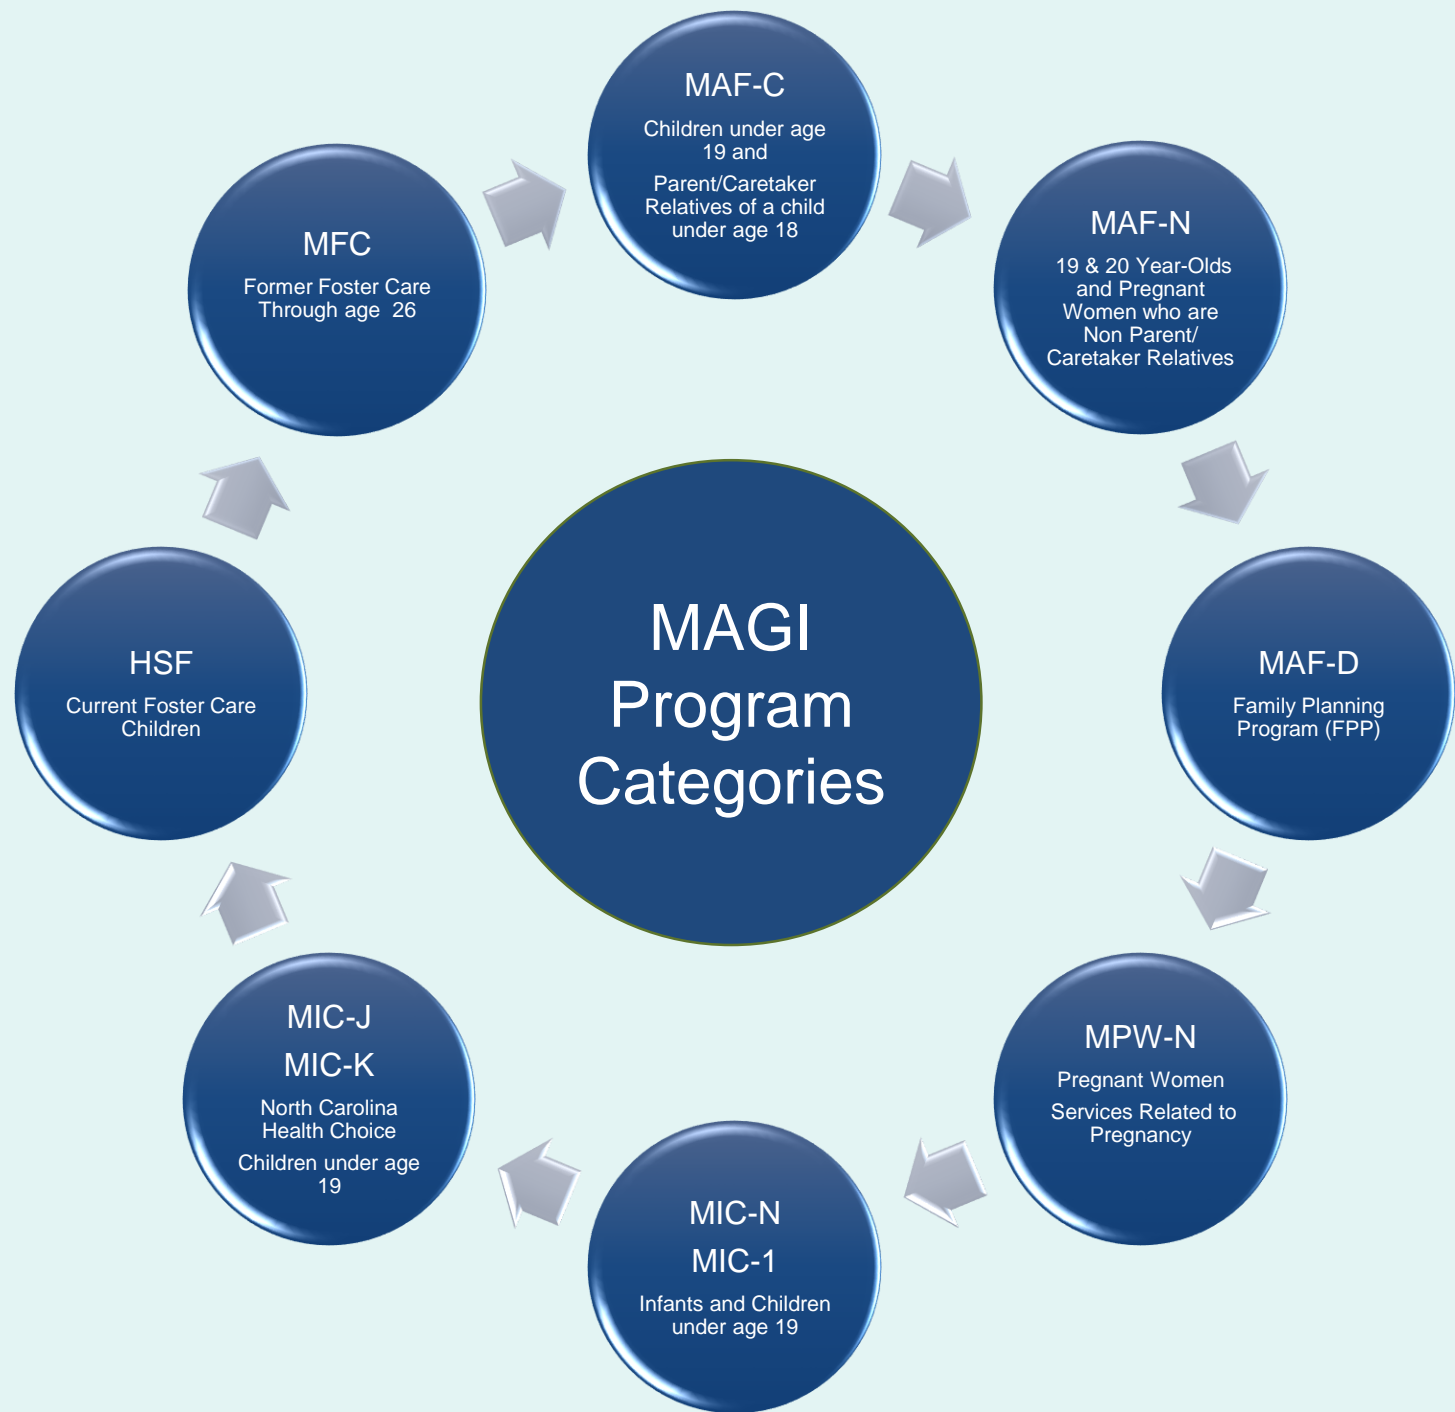 MAF-C
Children under age
19 and
Parent/Caretaker
Relatives of a child
under age 18
MAF-N
19 & 20 Year-Olds
and Pregnant
Women who are
Non Parent/
Caretaker Relatives
MAF-D
Family Planning
Program (FPP)
MPW-N
Pregnant Women
Services Related to
Pregnancy
MIC-N
MIC-1
Infants and Children
under age 19
MIC-J
MIC-K
North Carolina
Health Choice
Children under age
19
HSF
Current Foster Care
Children
MFC
Former Foster Care
Through age  26
MAGI
Program
Categories